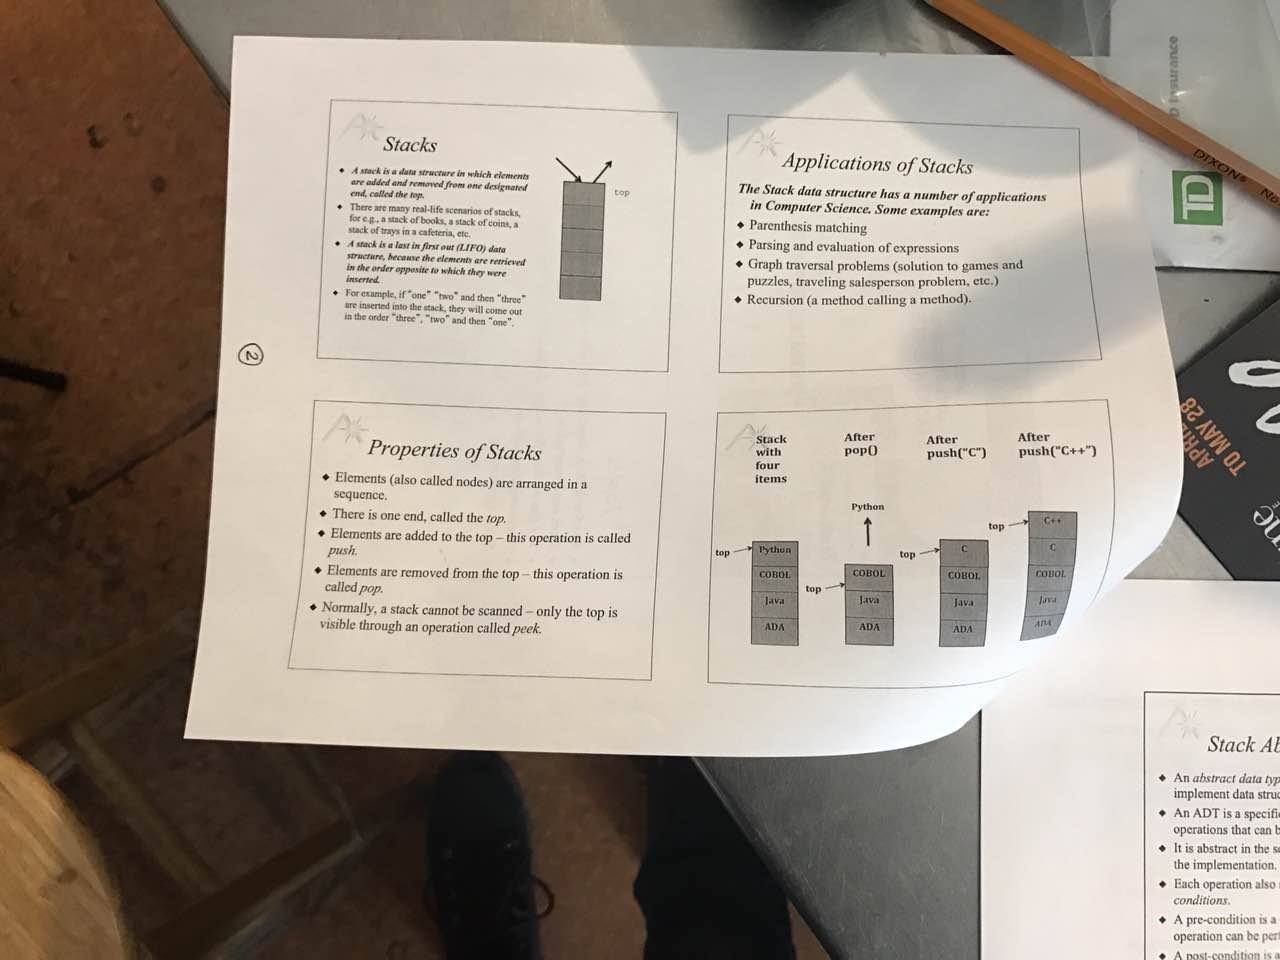 Stacks
◆ A stack is a data structure in which elements
are added and removed from one designated
end, called the top.
◆ There are many real-life scenarios of stacks,
for e.g., a stack of books, a stack of coins, a
stack of trays in a cafeteria, etc.
◆ A stack is a last in first out (LIFO) data
structure, because the elements are retrieved
in the order opposite to which they were
inserted.
◆ For example, if "one" "two" and then "three"
are inserted into the stack, they will come out
in the order "three", "two" and then "one".
top
Applications of Stacks
The Stack data structure has a number of applications
in Computer Science. Some examples are:
◆ Parenthesis matching
◆ Parsing and evaluation of expressions
◆ Graph traversal problems (solution to games and
puzzles, traveling salesperson problem, etc.)
◆ Recursion (a method calling a method).
2
Properties of Stacks
◆ Elements (also called nodes) are arranged in a
sequence.
◆ There is one end, called the top.
◆ Elements are added to the top – this operation is called
push.
◆ Elements are removed from the top – this operation is
called pop.
◆ Normally, a stack cannot be scanned – only the top is
visible through an operation called peek.
Stack
with
four
items
top
Python
COBOL
Java
ADA
After
pop()
Python
top
COBOL
Java
ADA
After
push("C")
top
C
COBOL
Java
ADA
After
push("C++")
top
C++
C
COBOL
Java
ADA
Insurance
TD
DIXON®
TO MAY 28
Stack
◆ An abstract data
implement data
◆ An ADT is a
operations that can
◆ It is abstract in the
the implementation.
◆ Each operation also
conditions.
◆ A pre-condition is a
operation can be
◆ A post-condition is a